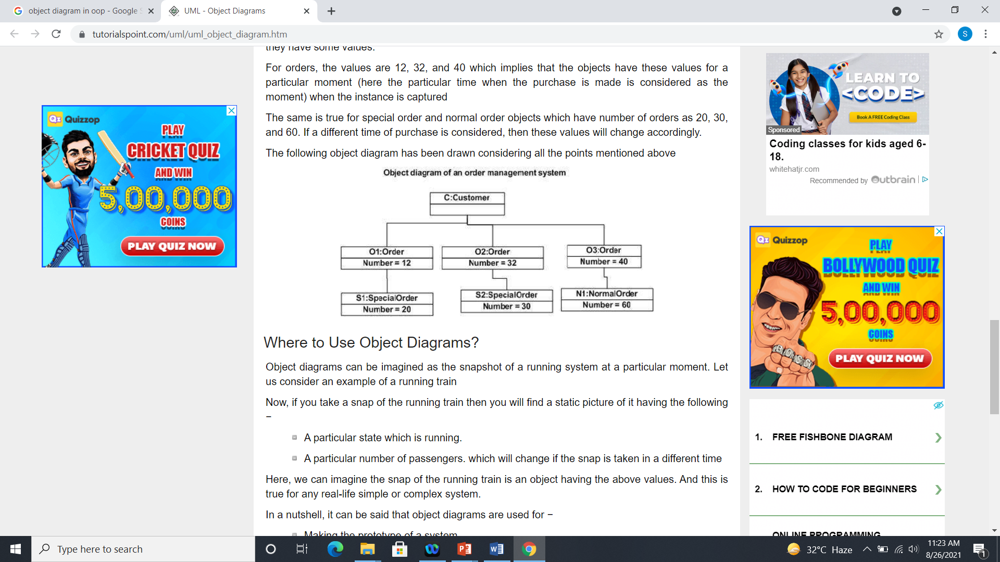 object diagram in oop - Google
UML - Object Diagrams
tutorialspoint.com/uml/uml_object_diagram.htm
S
they have some values.
For orders, the values are 12, 32, and 40 which implies that the objects have these values for a
particular moment (here the particular time when the purchase is made is considered as the
moment) when the instance is captured
The same is true for special order and normal order objects which have number of orders as 20, 30,
and 60. If a different time of purchase is considered, then these values will change accordingly.
The following object diagram has been drawn considering all the points mentioned above
Object diagram of an order management system
C:Customer
O1:Order
Number = 12
O2:Order
Number = 32
O3:Order
Number = 40
S1:SpecialOrder
Number = 20
S2:SpecialOrder
Number = 30
N1:NormalOrder
Number = 60
Where to Use Object Diagrams?
Object diagrams can be imagined as the snapshot of a running system at a particular moment. Let
us consider an example of a running train
Now, if you take a snap of the running train then you will find a static picture of it having the following
−
A particular state which is running.
A particular number of passengers. which will change if the snap is taken in a different time
Here, we can imagine the snap of the running train is an object having the above values. And this is
true for any real-life simple or complex system.
In a nutshell, it can be said that object diagrams are used for −
Making the prototype of a system.
Qz Quizzop
PLAY
CRICKET QUIZ
AND WIN
5,00,000
COINS
PLAY QUIZ NOW
LEARN TO
<CODE>
Book A FREE Coding Class
Sponsored
Coding classes for kids aged 6-
18.
whitehatjr.com
Recommended by Outbrain
Qz Quizzop
PLAY
BOLLYWOOD QUIZ
AND WIN
5,00,000
COINS
BOSS
PLAY QUIZ NOW
1. FREE FISHBONE DIAGRAM
2. HOW TO CODE FOR BEGINNERS
ONLINE PROGRAMMING
Type here to search
32°C Haze
11:23 AM
8/26/2021
1